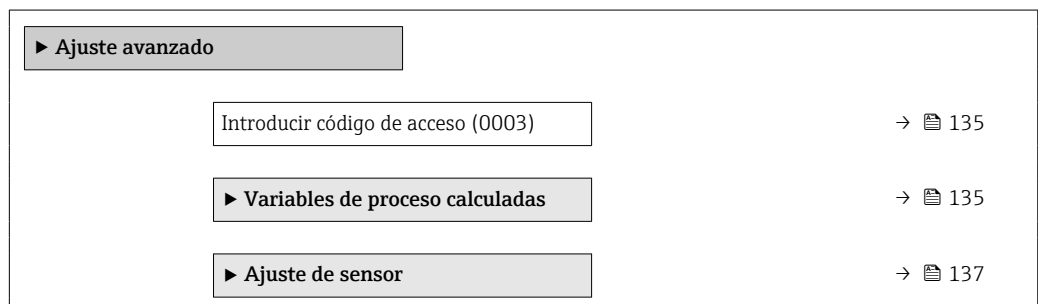 ▶ Ajuste avanzado
Introducir código de acceso (0003) → 135
▶ Variables de proceso calculadas → 135
▶ Ajuste de sensor → 137